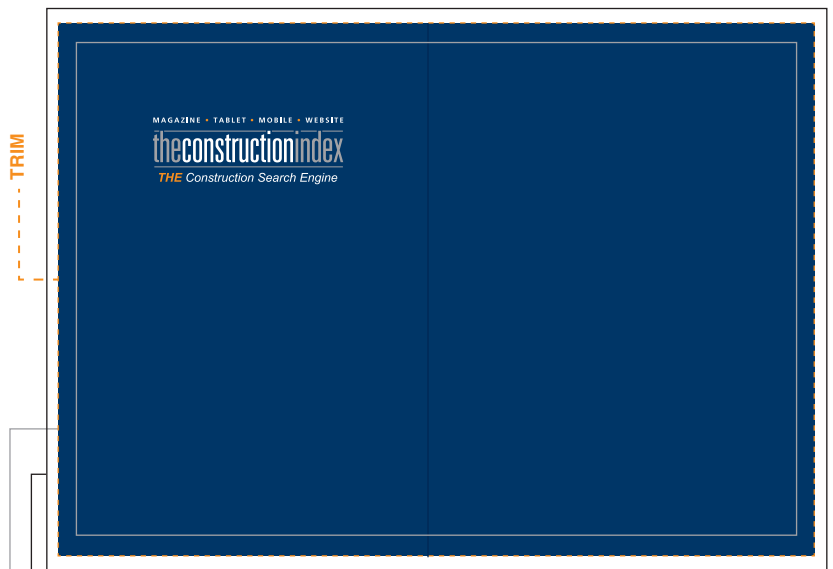 TRIM
MAGAZINE • TABLET • MOBILE • WEBSITE
theconstructionindex
THE Construction Search Engine